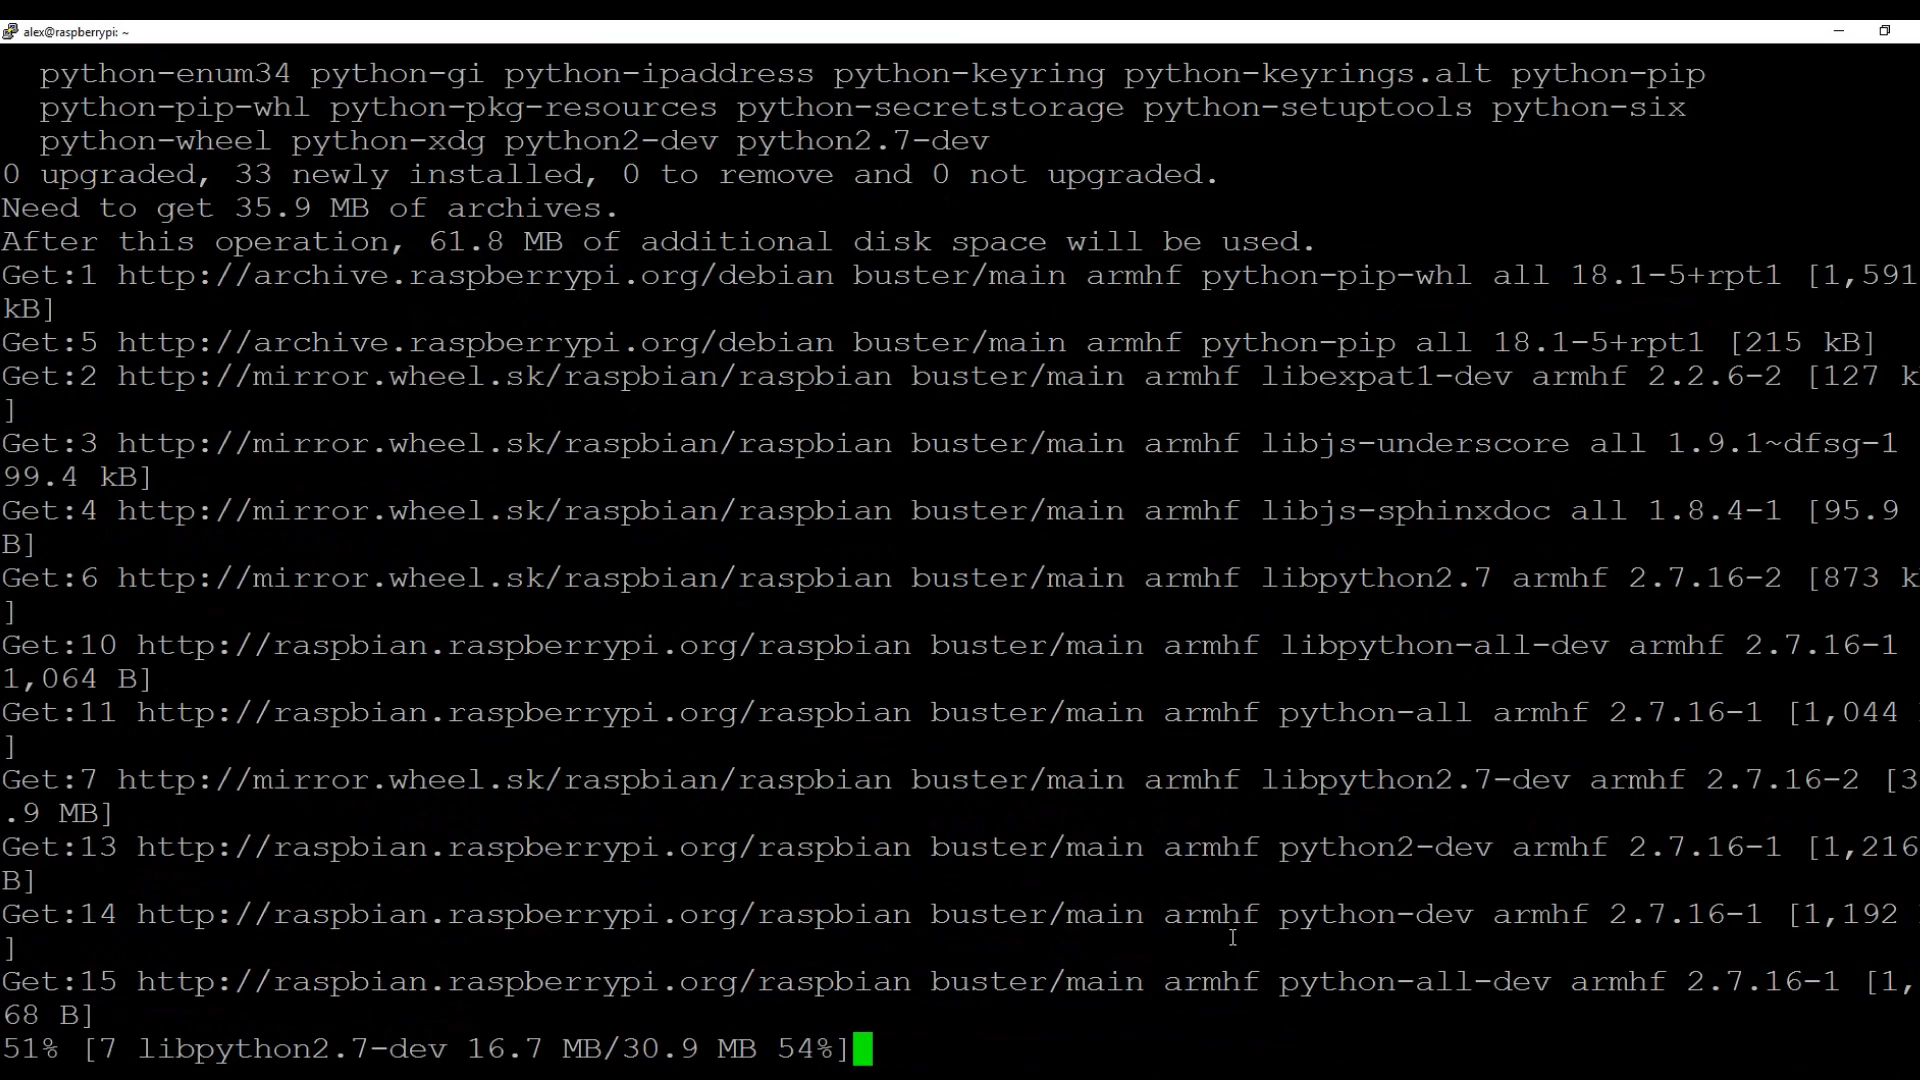 alex@raspberrypi: ~
python-enum34 python-gi python-ipaddress python-keyring python-keyrings.alt python-pip
python-pip-whl python-pkg-resources python-secretstorage python-setuptools python-six
python-wheel python-xdg python2-dev python2.7-dev
0 upgraded, 33 newly installed, 0 to remove and 0 not upgraded.
Need to get 35.9 MB of archives.
After this operation, 61.8 MB of additional disk space will be used.
Get:1 http://archive.raspberrypi.org/debian buster/main armhf python-pip-whl all 18.1-5+rpt1 [1,591
kB]
Get:5 http://archive.raspberrypi.org/debian buster/main armhf python-pip all 18.1-5+rpt1 [215 kB]
Get:2 http://mirror.wheel.sk/raspbian/raspbian buster/main armhf libexpat1-dev armhf 2.2.6-2 [127 k
]
Get:3 http://mirror.wheel.sk/raspbian/raspbian buster/main armhf libjs-underscore all 1.9.1~dfsg-1
99.4 kB]
Get:4 http://mirror.wheel.sk/raspbian/raspbian buster/main armhf libjs-sphinxdoc all 1.8.4-1 [95.9
B]
Get:6 http://mirror.wheel.sk/raspbian/raspbian buster/main armhf libpython2.7 armhf 2.7.16-2 [873 k
]
Get:10 http://raspbian.raspberrypi.org/raspbian buster/main armhf libpython-all-dev armhf 2.7.16-1
1,064 B]
Get:11 http://raspbian.raspberrypi.org/raspbian buster/main armhf python-all armhf 2.7.16-1 [1,044
]
Get:7 http://mirror.wheel.sk/raspbian/raspbian buster/main armhf libpython2.7-dev armhf 2.7.16-2 [3
.9 MB]
Get:13 http://raspbian.raspberrypi.org/raspbian buster/main armhf python2-dev armhf 2.7.16-1 [1,216
B]
Get:14 http://raspbian.raspberrypi.org/raspbian buster/main armhf python-dev armhf 2.7.16-1 [1,192
]
Get:15 http://raspbian.raspberrypi.org/raspbian buster/main armhf python-all-dev armhf 2.7.16-1 [1,
68 B]
51% [7 libpython2.7-dev 16.7 MB/30.9 MB 54%]